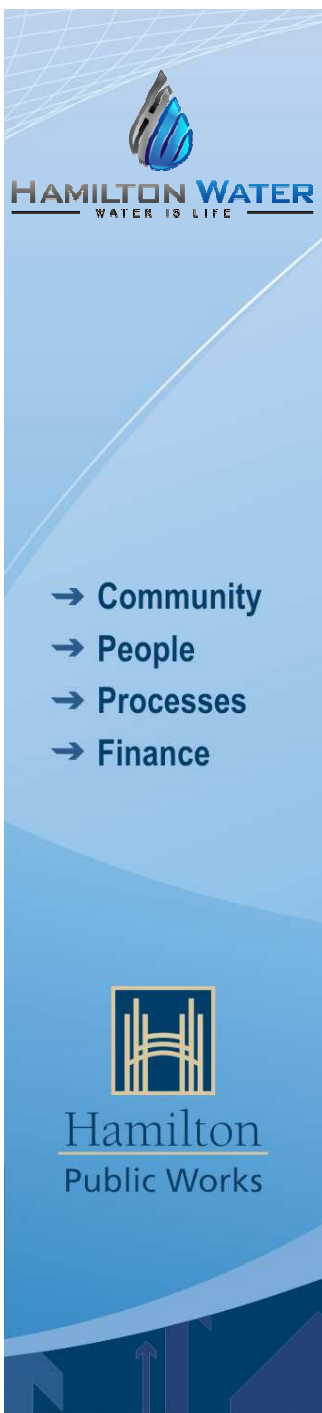 HAMILTON WATER
WATER IS LIFE
→ Community
→ People
→ Processes
→ Finance
Hamilton
Public Works